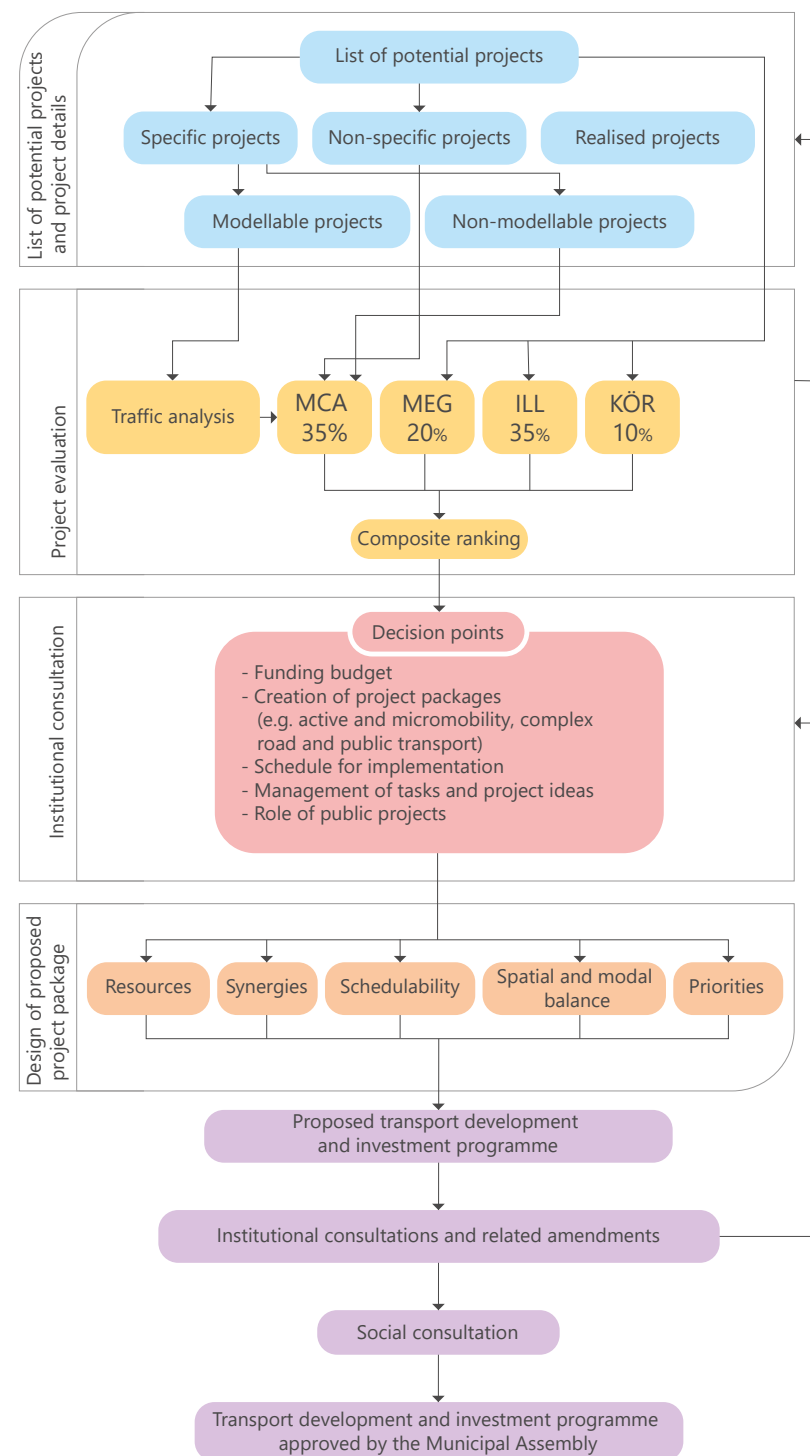 List of potential projects
and project details
List of potential projects
Specific projects
Non-specific projects
Realised projects
Modellable projects
Non-modellable projects
Project evaluation
Traffic analysis
MCA
35%
MEG
20%
ILL
35%
KÖR
10%
Composite ranking
Institutional consultation
Decision points
- Funding budget
- Creation of project packages
(e.g. active and micromobility, complex
road and public transport)
- Schedule for implementation
- Management of tasks and project ideas
- Role of public projects
Design of proposed
project package
Resources
Synergies
Schedulability
Spatial and modal
balance
Priorities
Proposed transport development
and investment programme
Institutional consultations and related amendments
Social consultation
Transport development and investment programme
approved by the Municipal Assembly